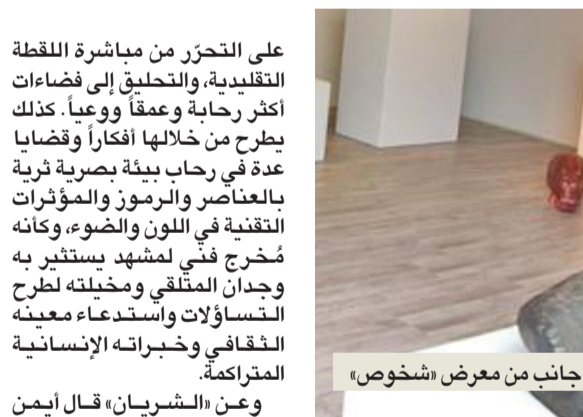 على التحرّر من مباشرة اللقطة
التقليدية، والتحليق إلى فضاءات
أكثر رحابة وعمقاً ووعياً. كذلك
يطرح من خلالها أفكاراً وقضايا
عدة في رحاب بيئة بصرية ثرية
بالعناصر والرموز والمؤثرات
التقنية في اللون والضوء، وكأنه
مُخرج فني لمشهد يستثير به
وجدان المتلقي ومخيلته لطرح
التساؤلات واستدعاء معينه
الثقافي وخبراته الإنسانية
المتراكمة.
وعن «الشريان» قال أيمن
جانب من معرض «شخوص»